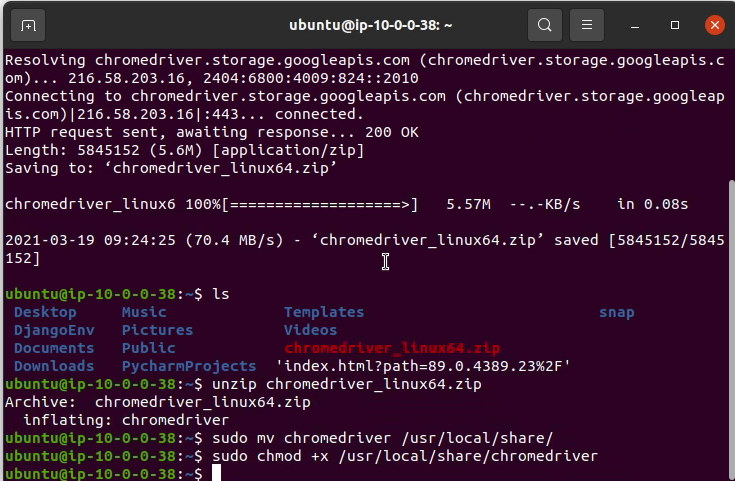 ubuntu@ip-10-0-0-38: ~
Resolving chromedriver.storage.googleapis.com (chromedriver.storage.googleapis.c
om)... 216.58.203.16, 2404:6800:4009:824::2010
Connecting to chromedriver.storage.googleapis.com (chromedriver.storage.googleap
is.com)|216.58.203.16|:443... connected.
HTTP request sent, awaiting response... 200 OK
Length: 5845152 (5.6M) [application/zip]
Saving to: ‘chromedriver_linux64.zip’
chromedriver_linux6 100%[===================>]   5.57M  --.-KB/s    in 0.08s
2021-03-19 09:24:25 (70.4 MB/s) - ‘chromedriver_linux64.zip’ saved [5845152/5845
152]
ubuntu@ip-10-0-0-38:~$ ls
Desktop     Music             Templates                          snap
DjangoEnv   Pictures          Videos
Documents   Public            chromedriver_linux64.zip
Downloads   PycharmProjects  'index.html?path=89.0.4389.23%2F'
ubuntu@ip-10-0-0-38:~$ unzip chromedriver_linux64.zip
Archive:  chromedriver_linux64.zip
  inflating: chromedriver
ubuntu@ip-10-0-0-38:~$ sudo mv chromedriver /usr/local/share/
ubuntu@ip-10-0-0-38:~$ sudo chmod +x /usr/local/share/chromedriver
ubuntu@ip-10-0-0-38:~$